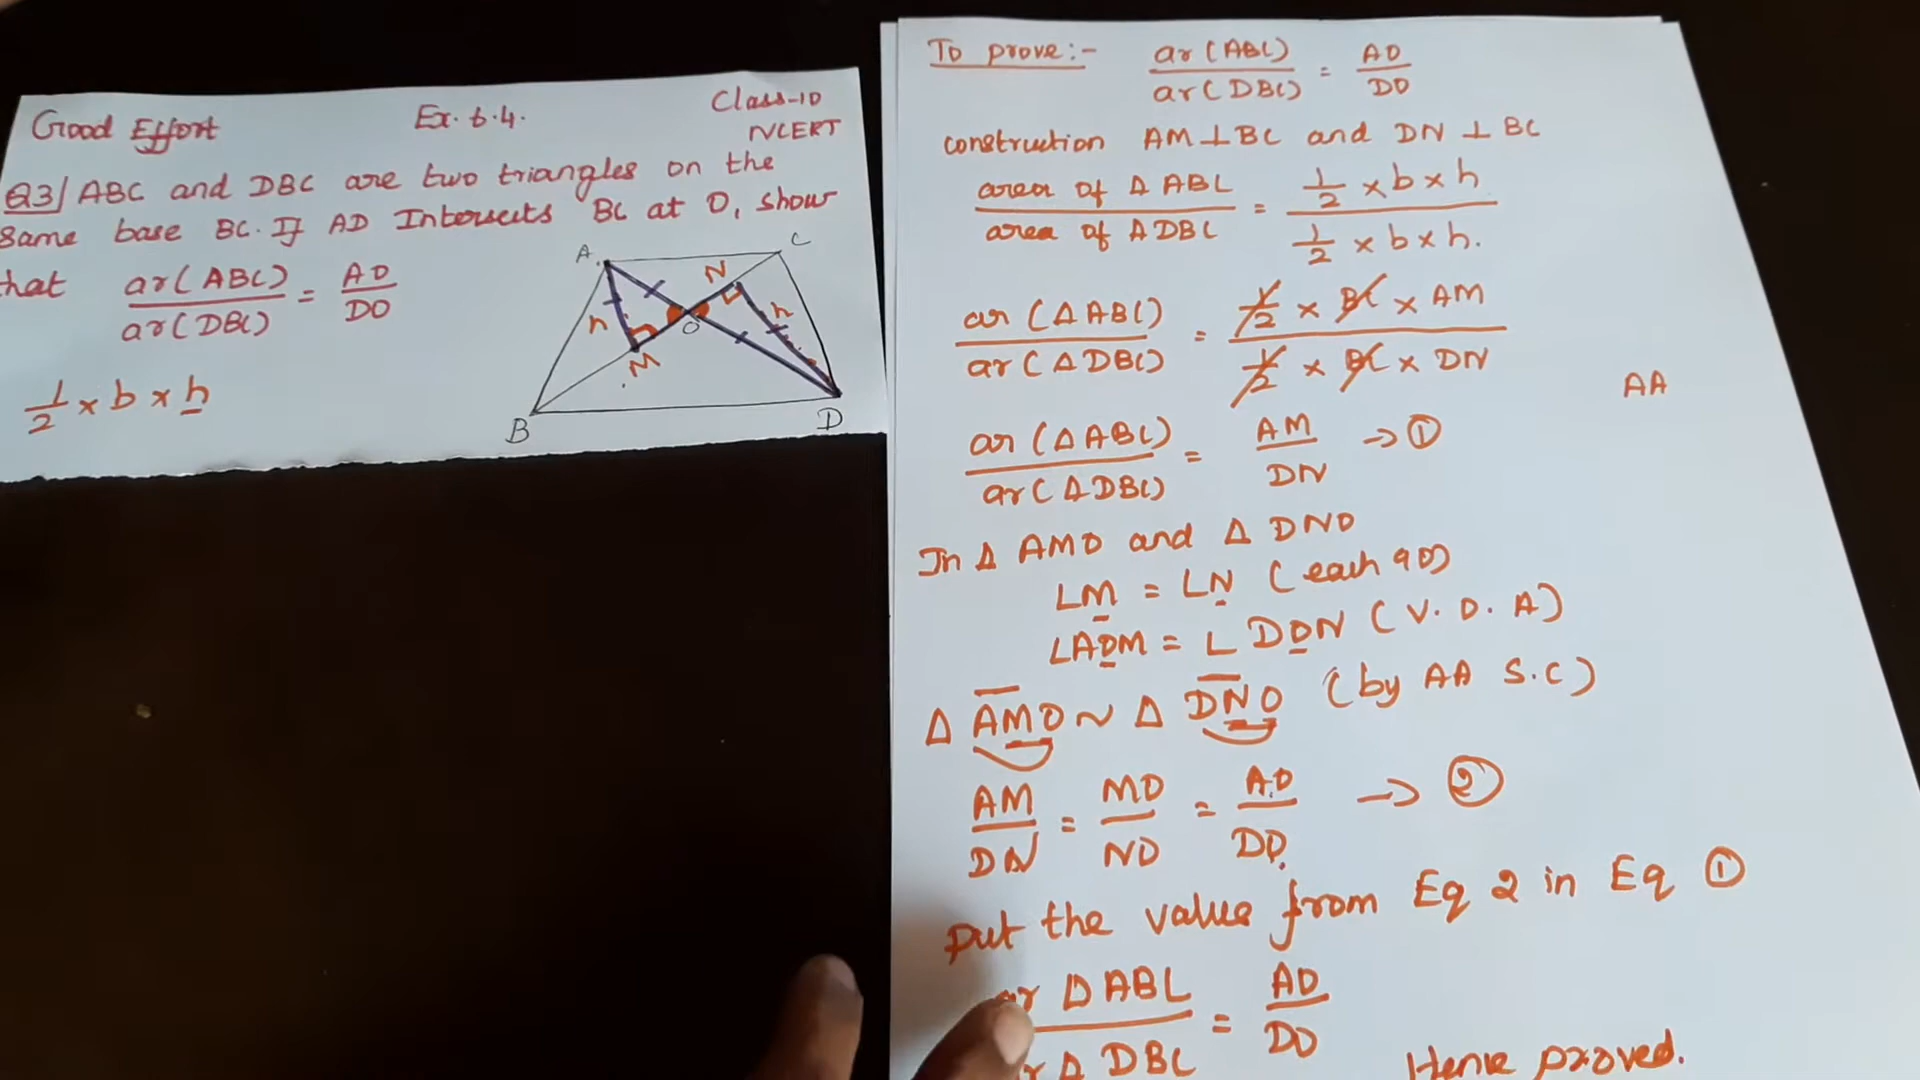 Good Effort Ex. 6.4. Class-10
NCERT
Q3/ ABC and DBC are two triangles on the
same base BC. If AD Intersects BC at O, show
that ar(ABC)/ar(DBC) = AO/DO
1/2 × b × h
A
C
N
h
O
h
M
B
D
To prove:- ar(ABC)/ar(DBC) = AO/DO
construction AM⊥BC and DN ⊥ BC
area of Δ ABC / area of Δ DBC = 1/2 × b × h / 1/2 × b × h.
ar(ΔABC)/ar(ΔDBC) = 1/2 × BC × AM / 1/2 × BC × DN
AA
ar(ΔABC)/ar(ΔDBC) = AM/DN → ①
In Δ AMO and Δ DNO
∠M = ∠N (each 90)
∠AOM = ∠DON (V.O.A)
Δ AMO ~ Δ DNO (by AA S.C)
AM/DN = MO/NO = AO/DO → ②
put the value from Eq 2 in Eq ①
ar ΔABC / ΔDBC = AO/DO
Hence proved.